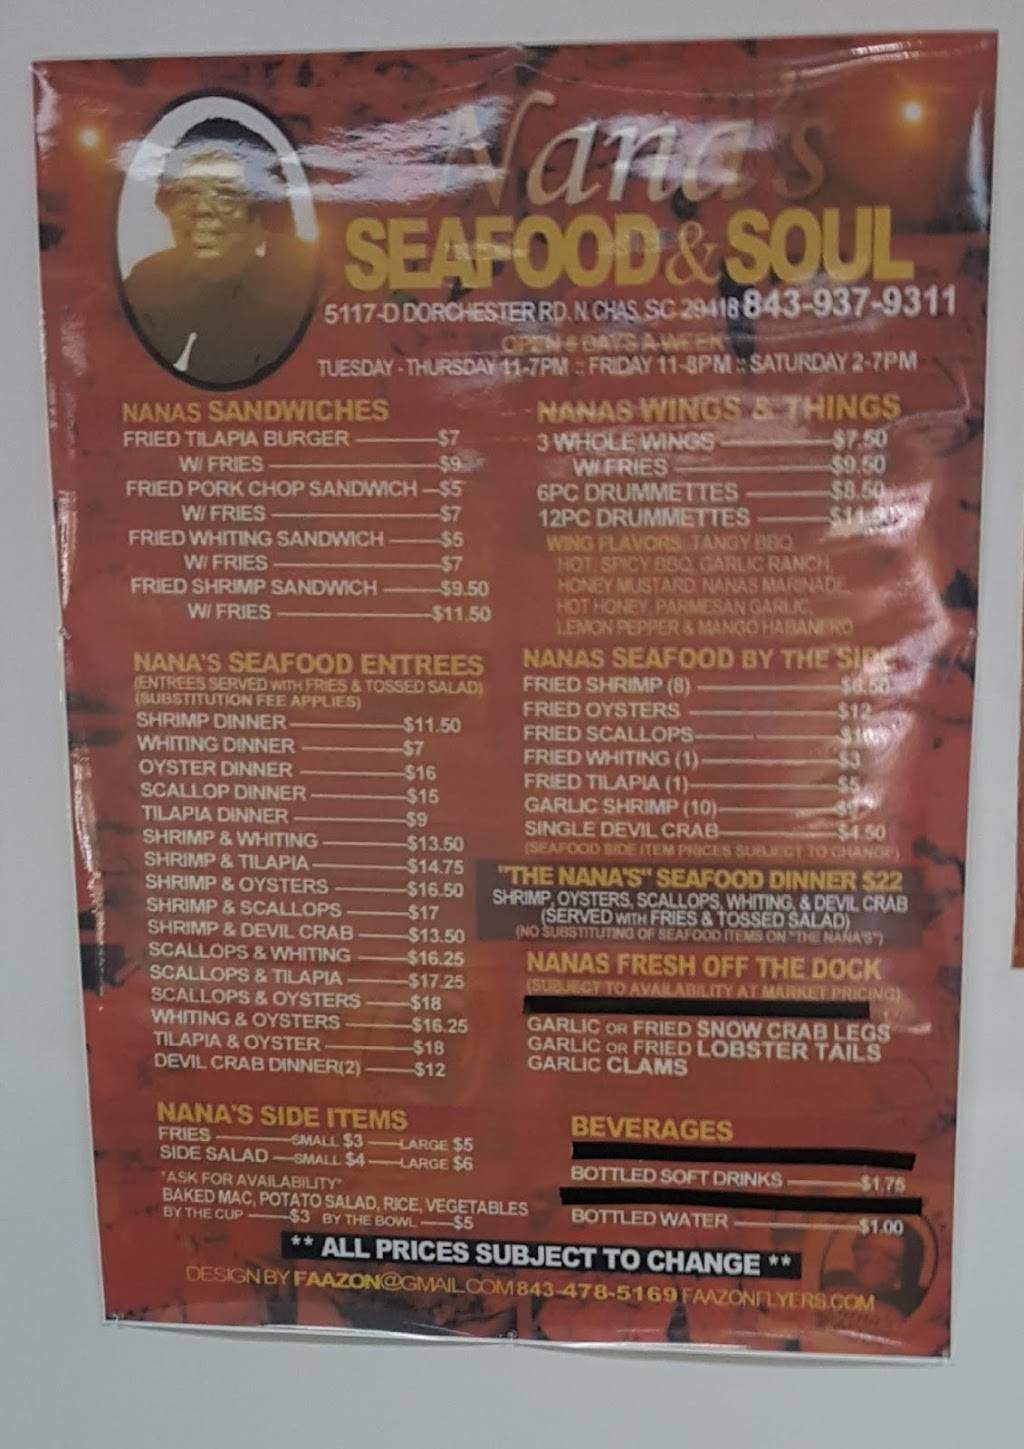 Nana's
SEAFOOD & SOUL
5117-D DORCHESTER RD. N. CHAS. SC 29418 843-937-9311
OPEN 5 DAYS A WEEK
TUESDAY - THURSDAY 11-7PM :: FRIDAY 11-8PM :: SATURDAY 2-7PM
NANAS SANDWICHES
FRIED TILAPIA BURGER $7
W/ FRIES $9
FRIED PORK CHOP SANDWICH $5
W/ FRIES $7
FRIED WHITING SANDWICH $5
W/ FRIES $7
FRIED SHRIMP SANDWICH $9.50
W/ FRIES $11.50
NANA'S SEAFOOD ENTREES
(ENTREES SERVED WITH FRIES & TOSSED SALAD)
(SUBSTITUTION FEE APPLIES)
SHRIMP DINNER $11.50
WHITING DINNER $7
OYSTER DINNER $16
SCALLOP DINNER $15
TILAPIA DINNER $9
SHRIMP & WHITING $13.50
SHRIMP & TILAPIA $14.75
SHRIMP & OYSTERS $16.50
SHRIMP & SCALLOPS $17
SHRIMP & DEVIL CRAB $13.50
SCALLOPS & WHITING $16.25
SCALLOPS & TILAPIA $17.25
SCALLOPS & OYSTERS $18
WHITING & OYSTERS $16.25
TILAPIA & OYSTER $18
DEVIL CRAB DINNER(2) $12
NANA'S SIDE ITEMS
FRIES SMALL $3 LARGE $5
SIDE SALAD SMALL $4 LARGE $6
*ASK FOR AVAILABILITY*
BAKED MAC, POTATO SALAD, RICE, VEGETABLES
BY THE CUP $3 BY THE BOWL $5
NANAS WINGS & THINGS
3 WHOLE WINGS $7.50
W/ FRIES $9.50
6PC DRUMMETTES $8.50
12PC DRUMMETTES
WING FLAVORS: TANGY BBQ,
HOT, SPICY BBQ, GARLIC RANCH,
HONEY MUSTARD, NANAS MARINADE,
HOT HONEY, PARMESAN GARLIC,
LEMON PEPPER & MANGO HABANERO
NANAS SEAFOOD BY THE SIDE
FRIED SHRIMP (8)
FRIED OYSTERS $12
FRIED SCALLOPS
FRIED WHITING (1) $3
FRIED TILAPIA (1) $5
GARLIC SHRIMP (10)
SINGLE DEVIL CRAB $4.50
(SEAFOOD SIDE ITEM PRICES SUBJECT TO CHANGE)
"THE NANA'S" SEAFOOD DINNER $22
SHRIMP, OYSTERS, SCALLOPS, WHITING, & DEVIL CRAB
(SERVED WITH FRIES & TOSSED SALAD)
(NO SUBSTITUTING OF SEAFOOD ITEMS ON "THE NANA'S")
NANAS FRESH OFF THE DOCK
(SUBJECT TO AVAILABILITY AT MARKET PRICING)
GARLIC OR FRIED SNOW CRAB LEGS
GARLIC OR FRIED LOBSTER TAILS
GARLIC CLAMS
BEVERAGES
BOTTLED SOFT DRINKS $1.75
BOTTLED WATER $1.00
** ALL PRICES SUBJECT TO CHANGE **
DESIGN BY FAAZON@GMAIL.COM 843-478-5169 FAAZONFLYERS.COM